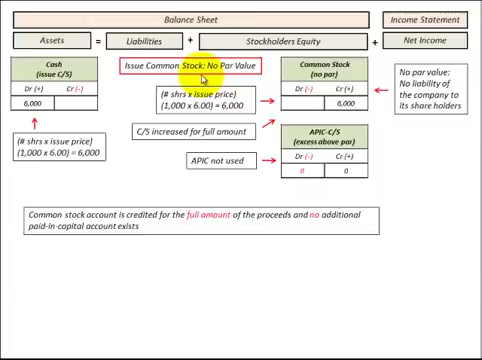 Balance Sheet
Income Statement
Assets
=
Liabilities
+
Stockholders Equity
+
Net Income
Cash
(issue C/S)
Dr (+) Cr (-)
6,000
(# shrs x issue price)
(1,000 x 6.00) = 6,000
Issue Common Stock: No Par Value
(# shrs x issue price)
(1,000 x 6.00) = 6,000
C/S increased for full amount
APIC not used
Common Stock
(no par)
Dr (-) Cr (+)
6,000
APIC-C/S
(excess above par)
Dr (-) Cr (+)
0 0
No par value:
No liability of
the company to
its share holders
Common stock account is credited for the full amount of the proceeds and no additional
paid-in-capital account exists